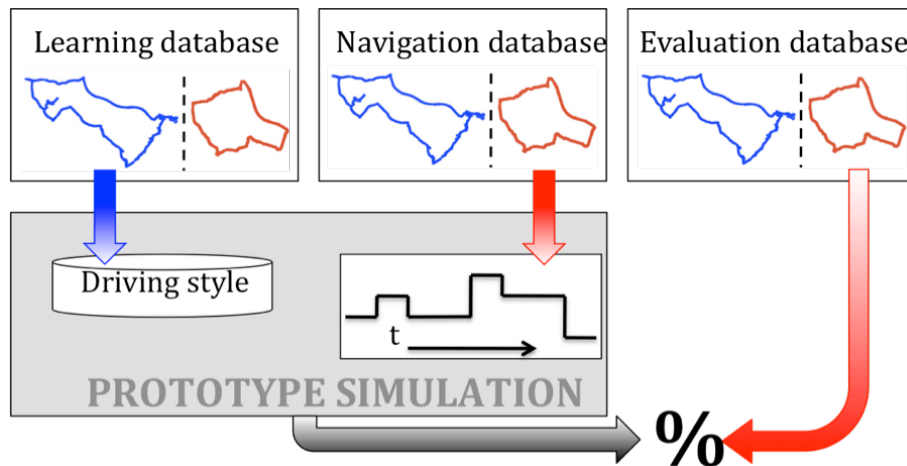 Learning database
Navigation database
Evaluation database
Driving style
t
PROTOTYPE SIMULATION
%